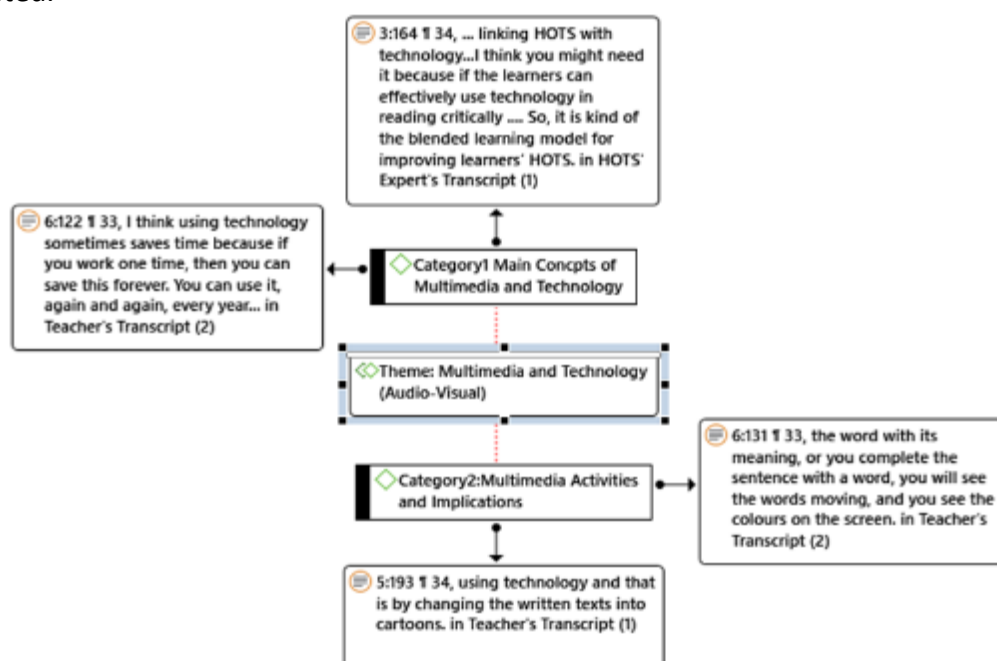 3:164 ¶ 34, ... linking HOTS with
technology...I think you might need
it because if the learners can
effectively use technology in
reading critically .... So, it is kind of
the blended learning model for
improving learners' HOTS. in HOTS'
Expert's Transcript (1)
6:122 ¶ 33, I think using technology
sometimes saves time because if
you work one time, then you can
save this forever. You can use it,
again and again, every year... in
Teacher's Transcript (2)
Category1 Main Concpts of
Multimedia and Technology
Theme: Multimedia and Technology
(Audio-Visual)
Category2:Multimedia Activities
and Implications
6:131 ¶ 33, the word with its
meaning, or you complete the
sentence with a word, you will see
the words moving, and you see the
colours on the screen. in Teacher's
Transcript (2)
5:193 ¶ 34, using technology and that
is by changing the written texts into
cartoons. in Teacher's Transcript (1)